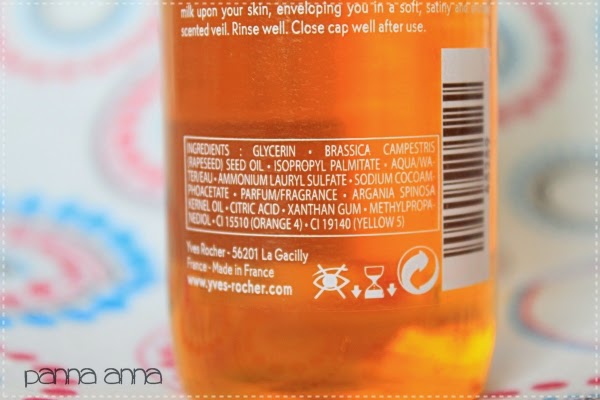 milk upon your skin, enveloping you in a soft, satiny and
scented veil. Rinse well. Close cap well after use.
INGREDIENTS : GLYCERIN • BRASSICA CAMPESTRIS
(RAPESEED) SEED OIL • ISOPROPYL PALMITATE • AQUA/WA-
TER/EAU • AMMONIUM LAURYL SULFATE • SODIUM COCOAM-
PHOACETATE • PARFUM/FRAGRANCE • ARGANIA SPINOSA
KERNEL OIL • CITRIC ACID • XANTHAN GUM • METHYLPROPA-
NEDIOL • CI 15510 (ORANGE 4) • CI 19140 (YELLOW 5)
Yves Rocher - 56201 La Gacilly
France - Made in France
www.yves-rocher.com
panna anna